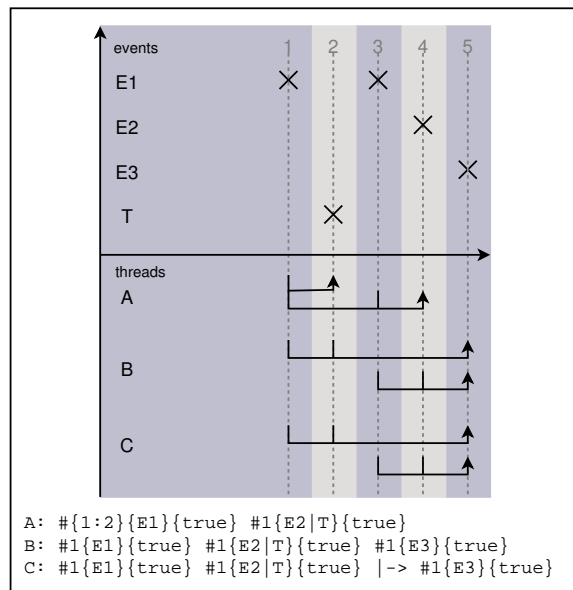 events 1 2 3 4 5
E1
E2
E3
T
threads
A
B
C
A: #{1:2}{E1}{true} #1{E2|T}{true}
B: #1{E1}{true} #1{E2|T}{true} #1{E3}{true}
C: #1{E1}{true} #1{E2|T}{true} |-> #1{E3}{true}